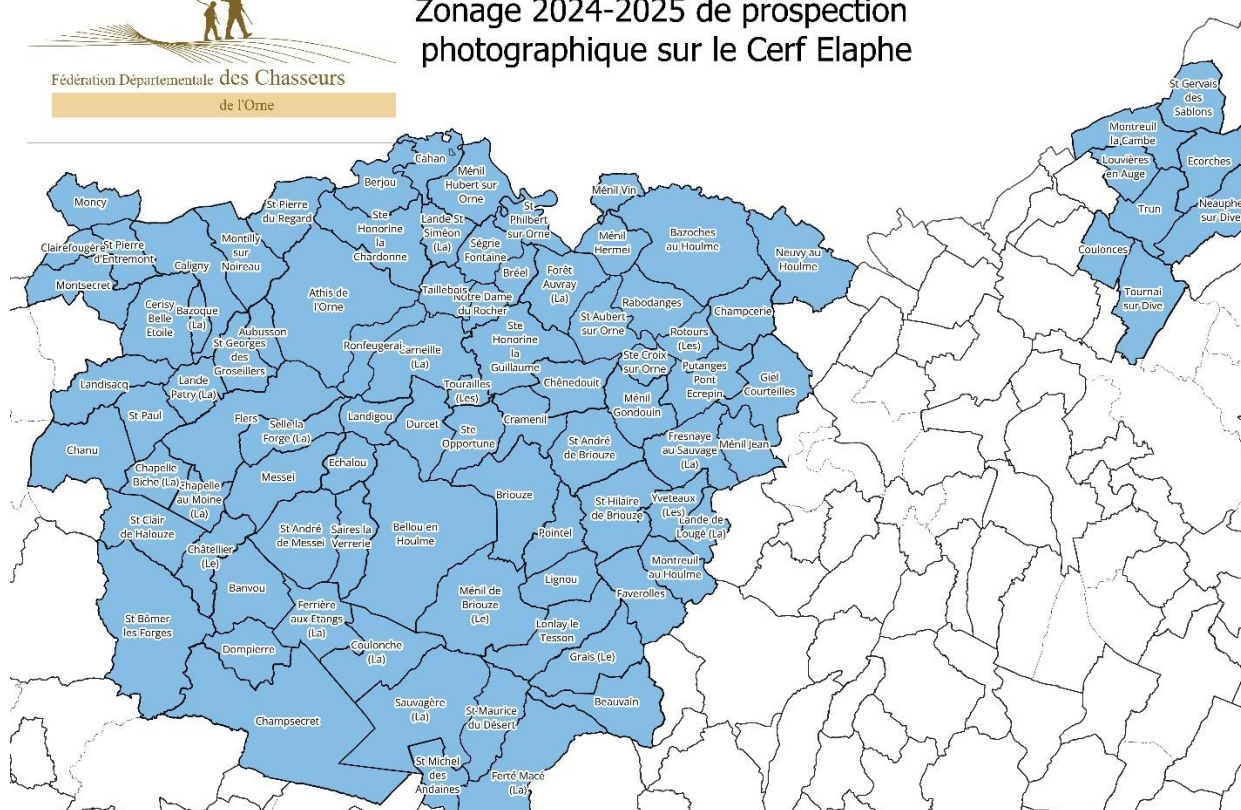 Zonage 2024-2025 de prospection
photographique sur le Cerf Elaphe
Fédération Départementale des Chasseurs
de l'Orne
St Gervais
des
Sablons
Montreuil
la Cambe
Louvières
en Auge
Ecorches
Trun
Neauphe
sur Dive
Coulonces
Tournai
sur Dive
Cahan
Berjou
Ménil
Hubert sur
Orne
Moncy
St Pierre
du Regard
Ste
Honorine
la
Chardonne
Lande St
Siméon
(La)
St
Philbert
sur Orne
Ménil Vin
Ménil
Hermei
Bazoches
au Houlme
Neuvy au
Houlme
Clairefougère
St Pierre
d'Entremont
Montilly
sur
Noireau
Caligny
Ségrie
Fontaine
Bréel
Forêt
Auvray
(La)
Montsecret
Cerisy
Belle
Etoile
Bazoque
(La)
Athis de
l'Orne
Taillebois
Notre Dame
du Rocher
Rabodanges
Champcerie
St Aubert
sur Orne
Rotours
(Les)
Aubusson
St Georges
des
Groseillers
Ronfeugerai
Carneille
(La)
Ste
Honorine
la
Guillaume
Ste Croix
sur Orne
Putanges
Pont
Ecrepin
Giel
Courteilles
Landisacq
Lande
Patry (La)
Tourailles
(Les)
Chênedouit
Ménil
Gondouin
St Paul
Flers
Selle la
Forge (La)
Landigou
Durcet
Ste
Opportune
Cramenil
Chanu
St André
de Briouze
Fresnaye
au Sauvage
(La)
Ménil Jean
Chapelle
Biche (La)
Chapelle
au Moine
(La)
Messei
Echalou
Briouze
St Hilaire
de Briouze
Yveteaux
(Les)
Lande de
Lougé (La)
St Clair
de Halouze
St André
de Messei
Saires la
Verrerie
Bellou en
Houlme
Pointel
Châtellier
(Le)
Montreuil
au Houlme
Banvou
Lignou
Faverolles
Ménil de
Briouze
(Le)
Ferrière
aux Etangs
(La)
St Bômer
les Forges
Lonlay le
Tesson
Dompierre
Coulonche
(La)
Grais (Le)
Champsecret
Sauvagère
(La)
St Maurice
du Désert
Beauvain
St Michel
des
Andaines
Ferté Macé
(La)